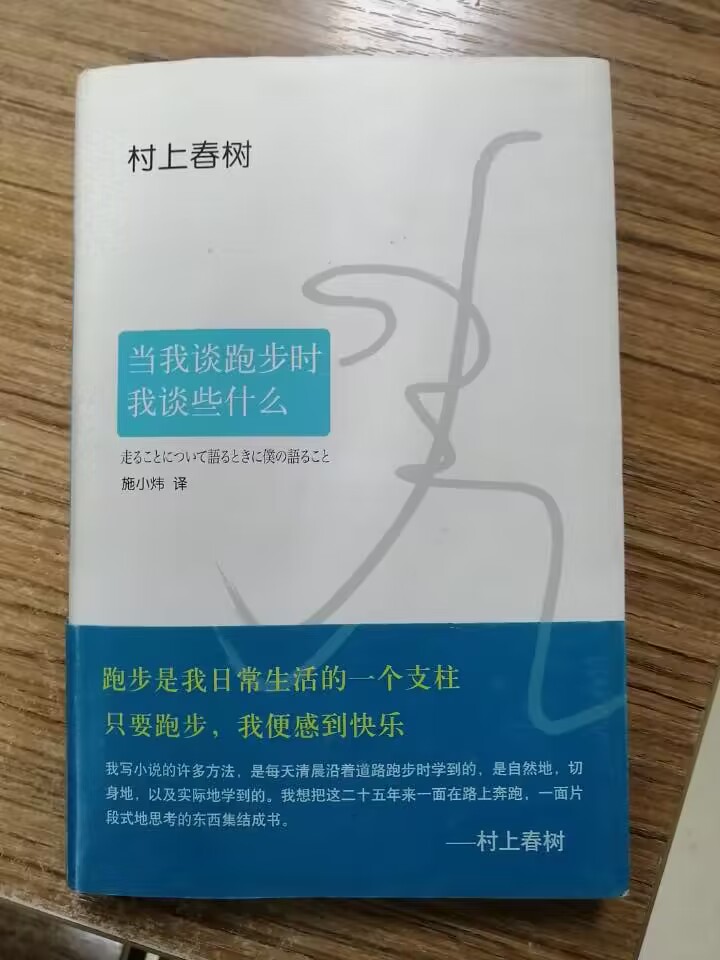 村上春树
当我谈跑步时
我谈些什么
走ることについて語るときに僕の語ること
施小炜 译
跑步是我日常生活的一个支柱
只要跑步，我便感到快乐
我写小说的许多方法，是每天清晨沿着道路跑步时学到的，是自然地，切
身地，以及实际地学到的。我想把这二十五年来一面在路上奔跑，一面片
段式地思考的东西集结成书。
——村上春树